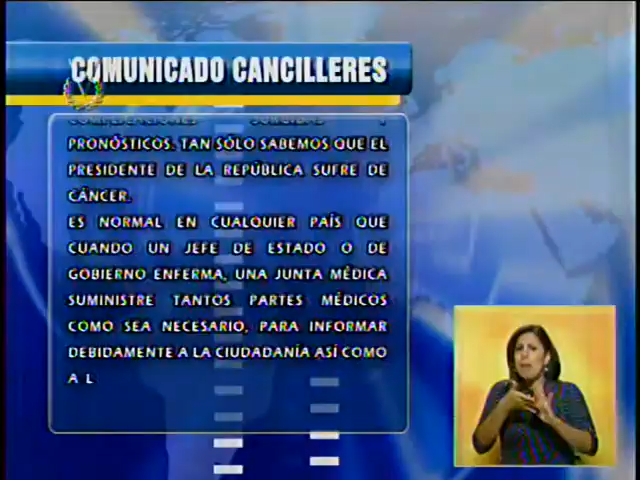 COMUNICADO CANCILLERES
PRONÓSTICOS. TAN SÓLO SABEMOS QUE EL
PRESIDENTE DE LA REPÚBLICA SUFRE DE
CÁNCER.
ES NORMAL EN CUALQUIER PAÍS QUE
CUANDO UN JEFE DE ESTADO O DE
GOBIERNO ENFERMA, UNA JUNTA MÉDICA
SUMINISTRE TANTOS PARTES MÉDICOS
COMO SEA NECESARIO, PARA INFORMAR
DEBIDAMENTE A LA CIUDADANÍA ASÍ COMO
A L